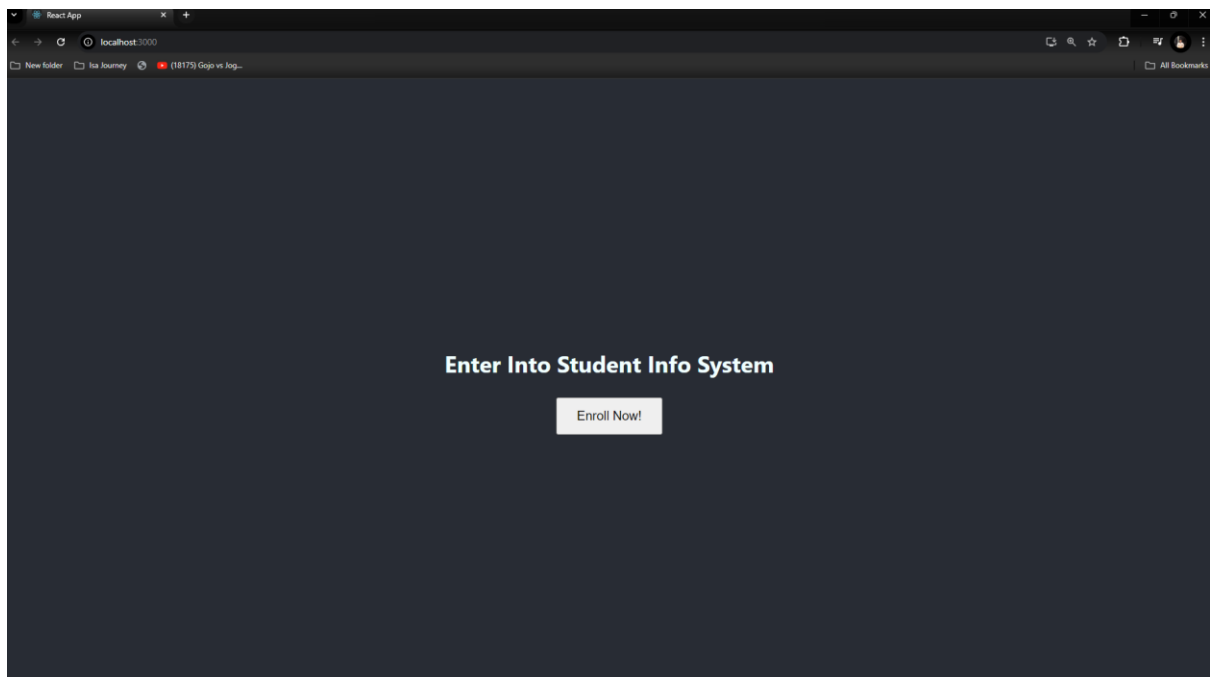 React App
localhost:3000
New folder Isa Journey (18175) Gojo vs Jog... All Bookmarks
Enter Into Student Info System
Enroll Now!